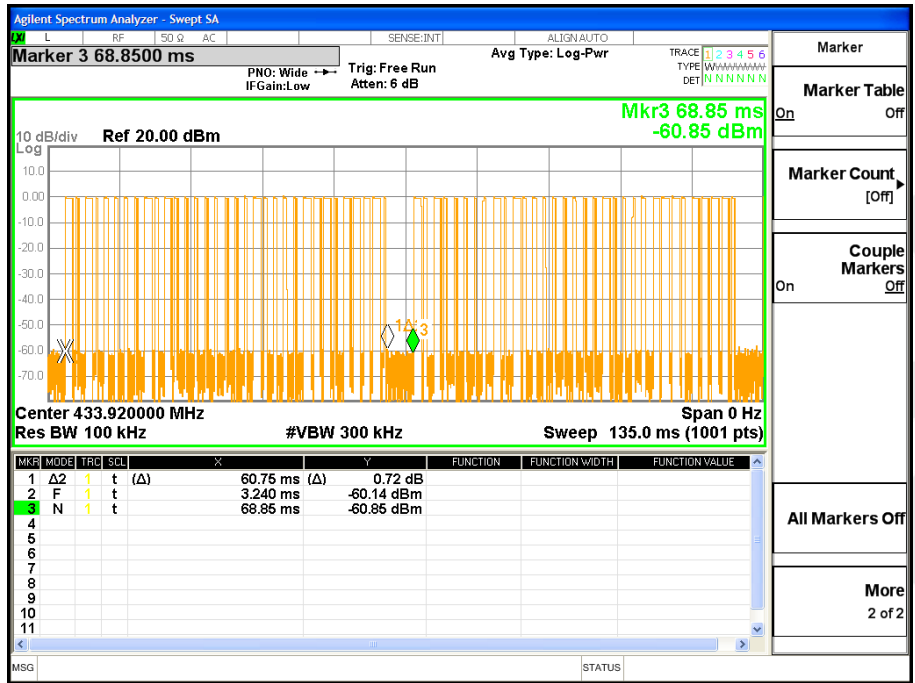 Agilent Spectrum Analyzer - Swept SA
LXI L RF 50 Ω AC SENSE:INT ALIGN AUTO
Marker 3 68.8500 ms
PNO: Wide
IFGain:Low
Trig: Free Run
Atten: 6 dB
Avg Type: Log-Pwr
TRACE 1 2 3 4 5 6
TYPE
DET N N N N N N
Mkr3 68.85 ms
-60.85 dBm
10 dB/div Ref 20.00 dBm
Log
10.0
0.00
-10.0
-20.0
-30.0
-40.0
-50.0
-60.0
-70.0
1Δ2
3
Center 433.920000 MHz Span 0 Hz
Res BW 100 kHz #VBW 300 kHz Sweep 135.0 ms (1001 pts)
MKR MODE TRC SCL X Y FUNCTION FUNCTION WIDTH FUNCTION VALUE
1 Δ2 1 t (Δ) 60.75 ms (Δ) 0.72 dB
2 F 1 t 3.240 ms -60.14 dBm
3 N 1 t 68.85 ms -60.85 dBm
4
5
6
7
8
9
10
11
MSG STATUS
Marker
Marker Table
On Off
Marker Count
[Off]
Couple
Markers
On Off
All Markers Off
More
2 of 2